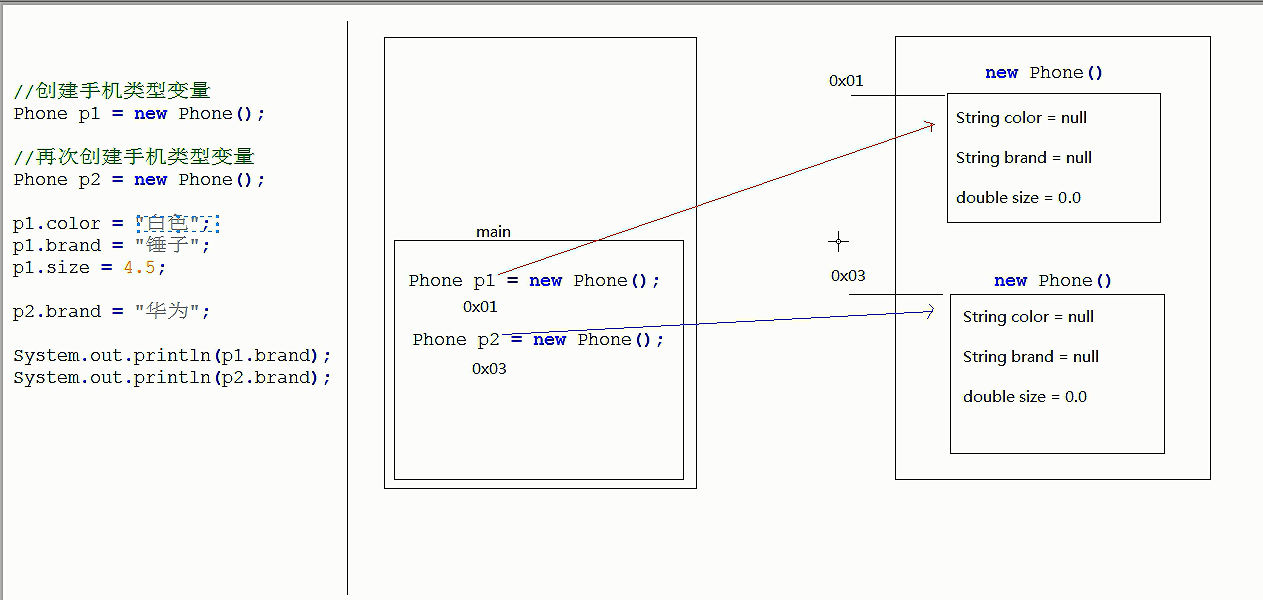 //创建手机类型变量
Phone p1 = new Phone();
//再次创建手机类型变量
Phone p2 = new Phone();
p1.color = "白色";
p1.brand = "锤子";
p1.size = 4.5;
p2.brand = "华为";
System.out.println(p1.brand);
System.out.println(p2.brand);
main
Phone p1 = new Phone();
0x01
Phone p2 = new Phone();
0x03
0x01
new Phone()
String color = null
String brand = null
double size = 0.0
0x03
new Phone()
String color = null
String brand = null
double size = 0.0